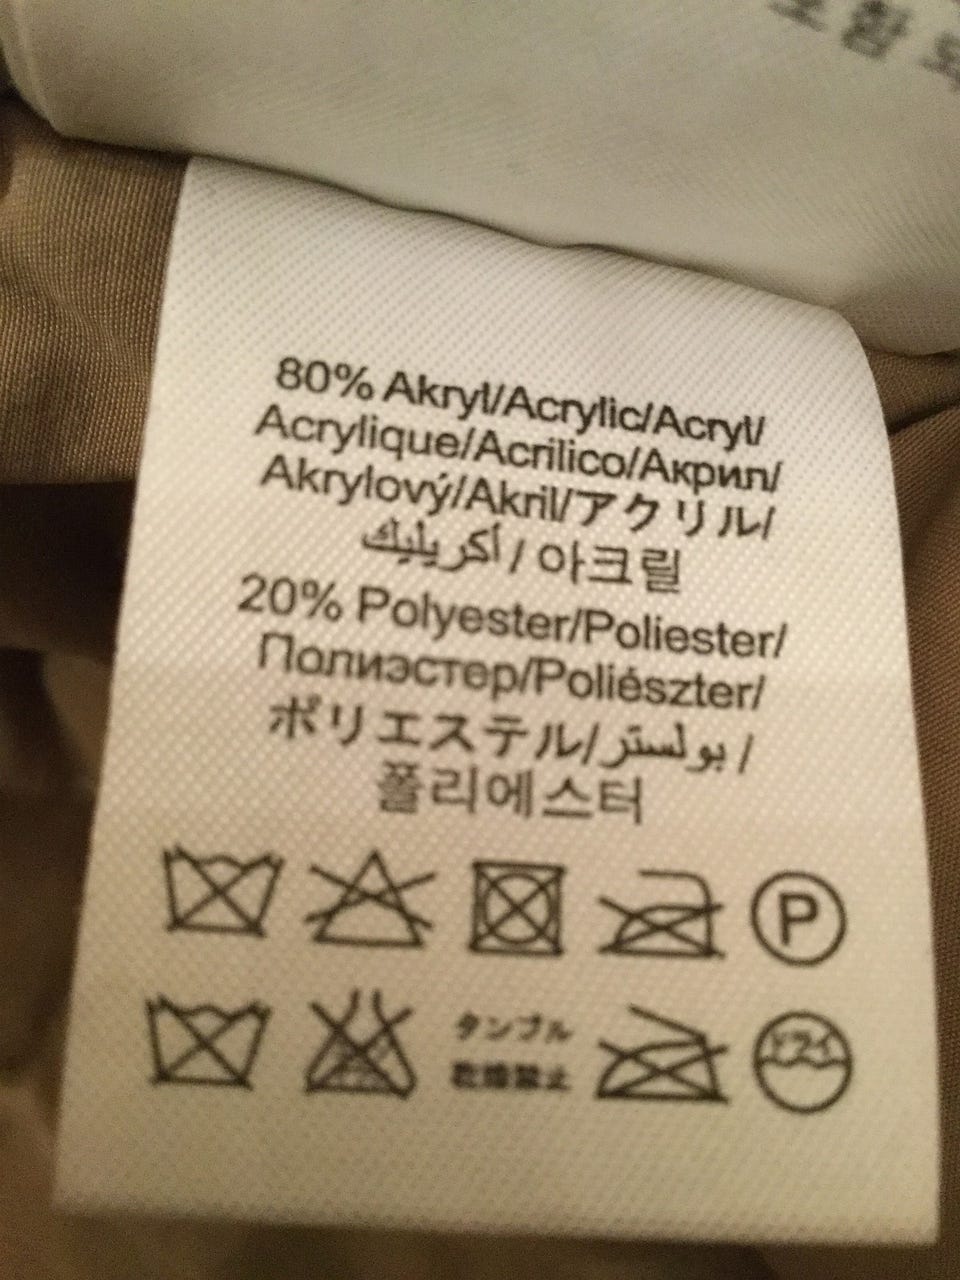 포함
80% Akryl/Acrylic/Acryl/
Acrylique/Acrilico/Акрил/
Akrylový/Akril/アクリル/
أكريليك / 아크릴
20% Polyester/Poliester/
Полиэстер/Poliészter/
ポリエステル/بولستر /
폴리에스터
P
タンブル
乾燥禁止